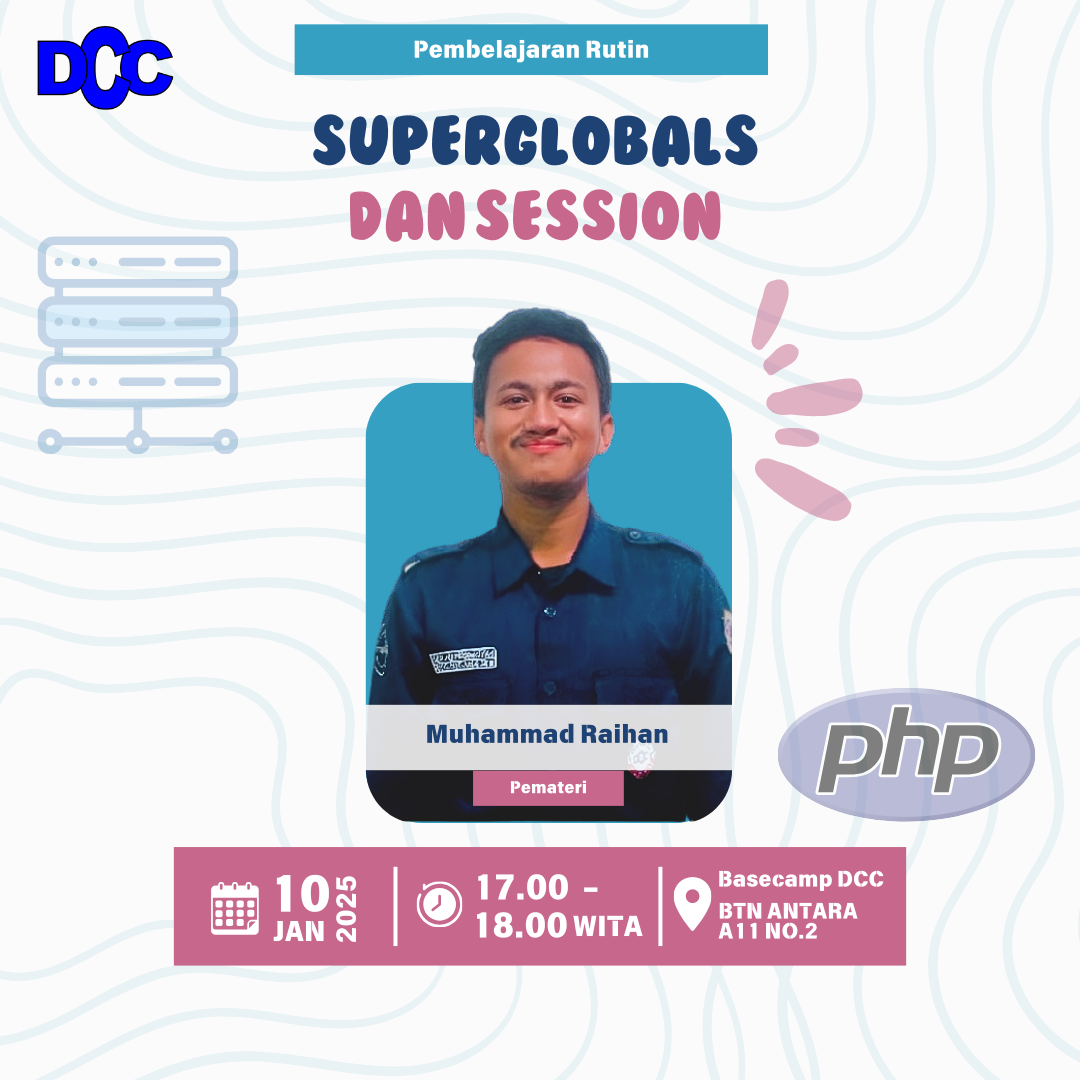 DCC
Pembelajaran Rutin
SUPERGLOBALS
DAN SESSION
Muhammad Raihan
Pemateri
php
10
JAN
2025
17.00 -
18.00 WITA
Basecamp DCC
BTN ANTARA
A11 NO.2